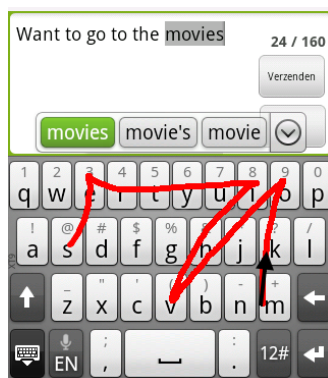 Want to go to the movies
24 / 160
Verzenden
movies movie's movie
1 2 3 4 5 6 7 8 9 0
q w e r t y u i o p
! @ # $ % & * ? /
a s d f g h j k l
_ " ' ( ) - +
z x c v b n m
EN ; , : . 12#